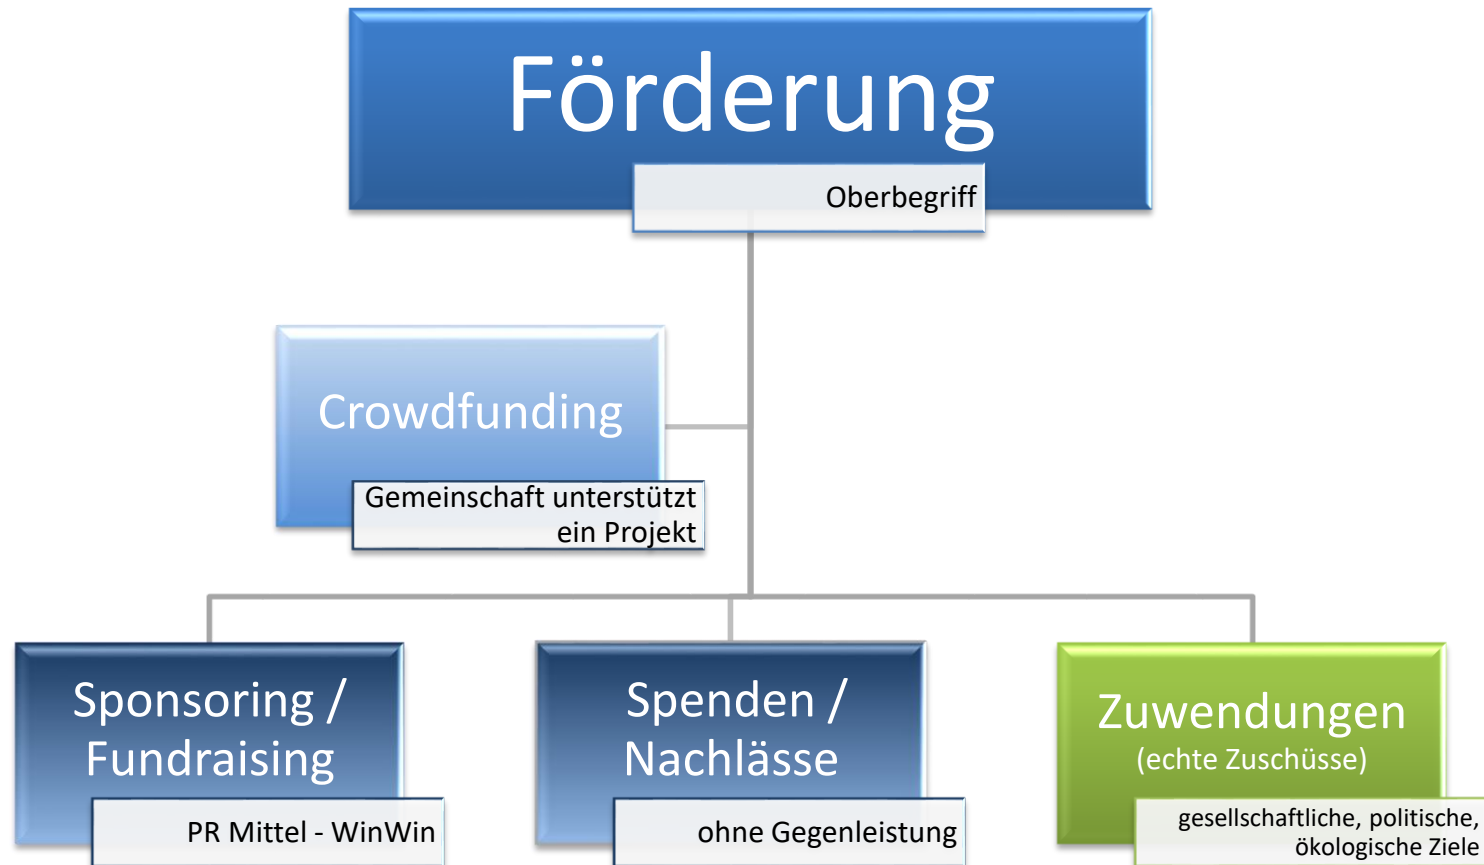 Förderung
Oberbegriff
Crowdfunding
Gemeinschaft unterstützt
ein Projekt
Sponsoring /
Fundraising
PR Mittel - WinWin
Spenden /
Nachlässe
ohne Gegenleistung
Zuwendungen
(echte Zuschüsse)
gesellschaftliche, politische,
ökologische Ziele